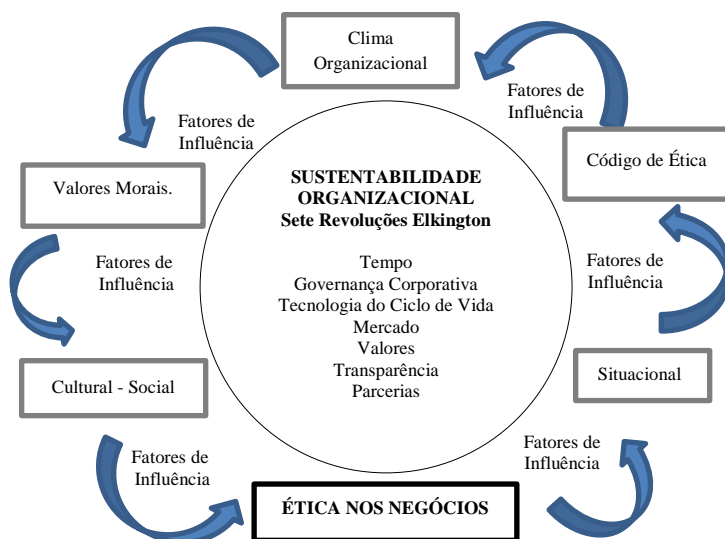 Clima
Organizacional
Fatores de
Influência
Fatores de
Influência
Valores Morais.
Código de Ética
SUSTENTABILIDADE
ORGANIZACIONAL
Sete Revoluções Elkington
Tempo
Governança Corporativa
Tecnologia do Ciclo de Vida
Mercado
Valores
Transparência
Parcerias
Fatores de
Influência
Fatores de
Influência
Cultural - Social
Situacional
Fatores de
Influência
Fatores de
Influência
ÉTICA NOS NEGÓCIOS